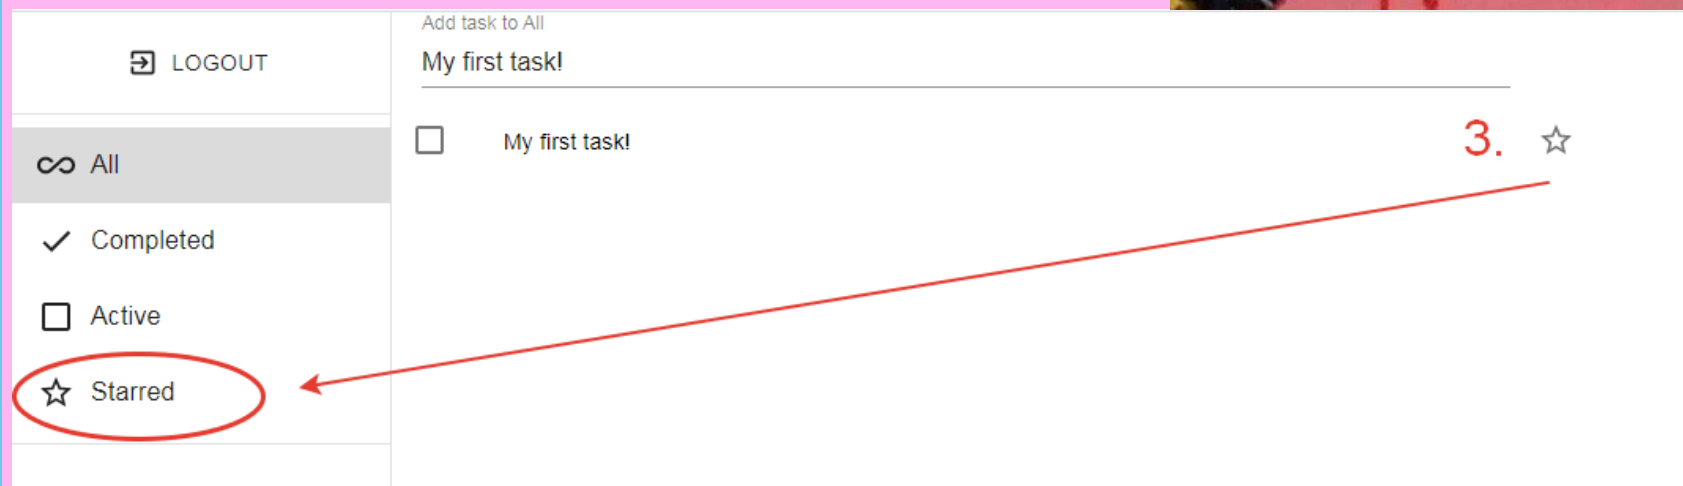 LOGOUT
All
Completed
Active
Starred
Add task to All
My first task!
My first task!
3.